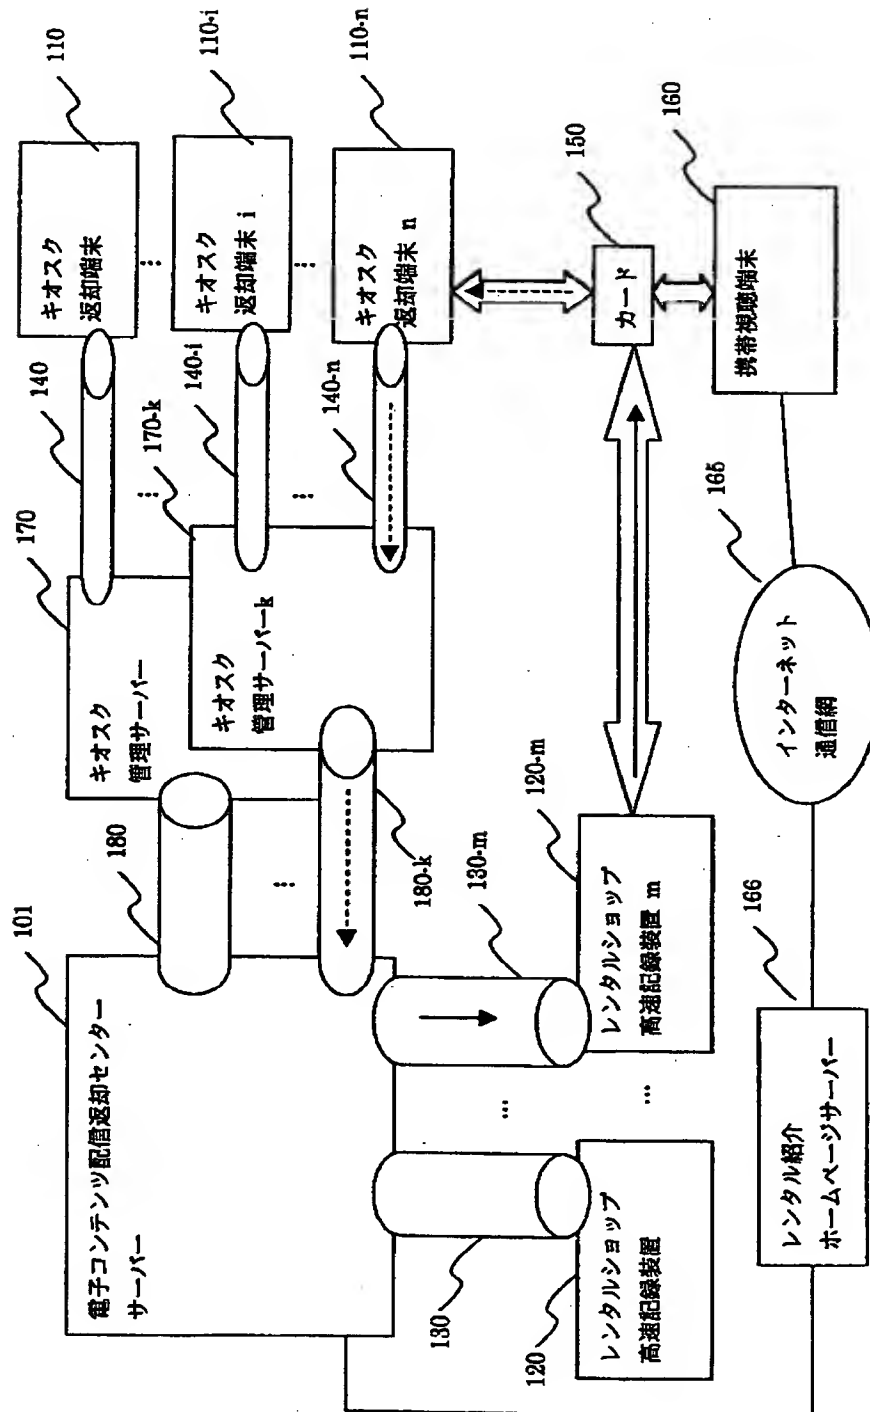 101
電子コンテンツ配信返却センター
サーバー
180
170
キオスク
管理サーバー
140
キオスク
返却端末
110
170-k
キオスク
管理サーバーk
140-i
キオスク
返却端末 i
110-i
180-k
140-n
キオスク
返却端末 n
110-n
130
130-m
120
レンタルショップ
高速記録装置
120-m
レンタルショップ
高速記録装置 m
カード
150
携帯視聴端末
160
レンタル紹介
ホームページサーバー
166
インターネット
通信網
165